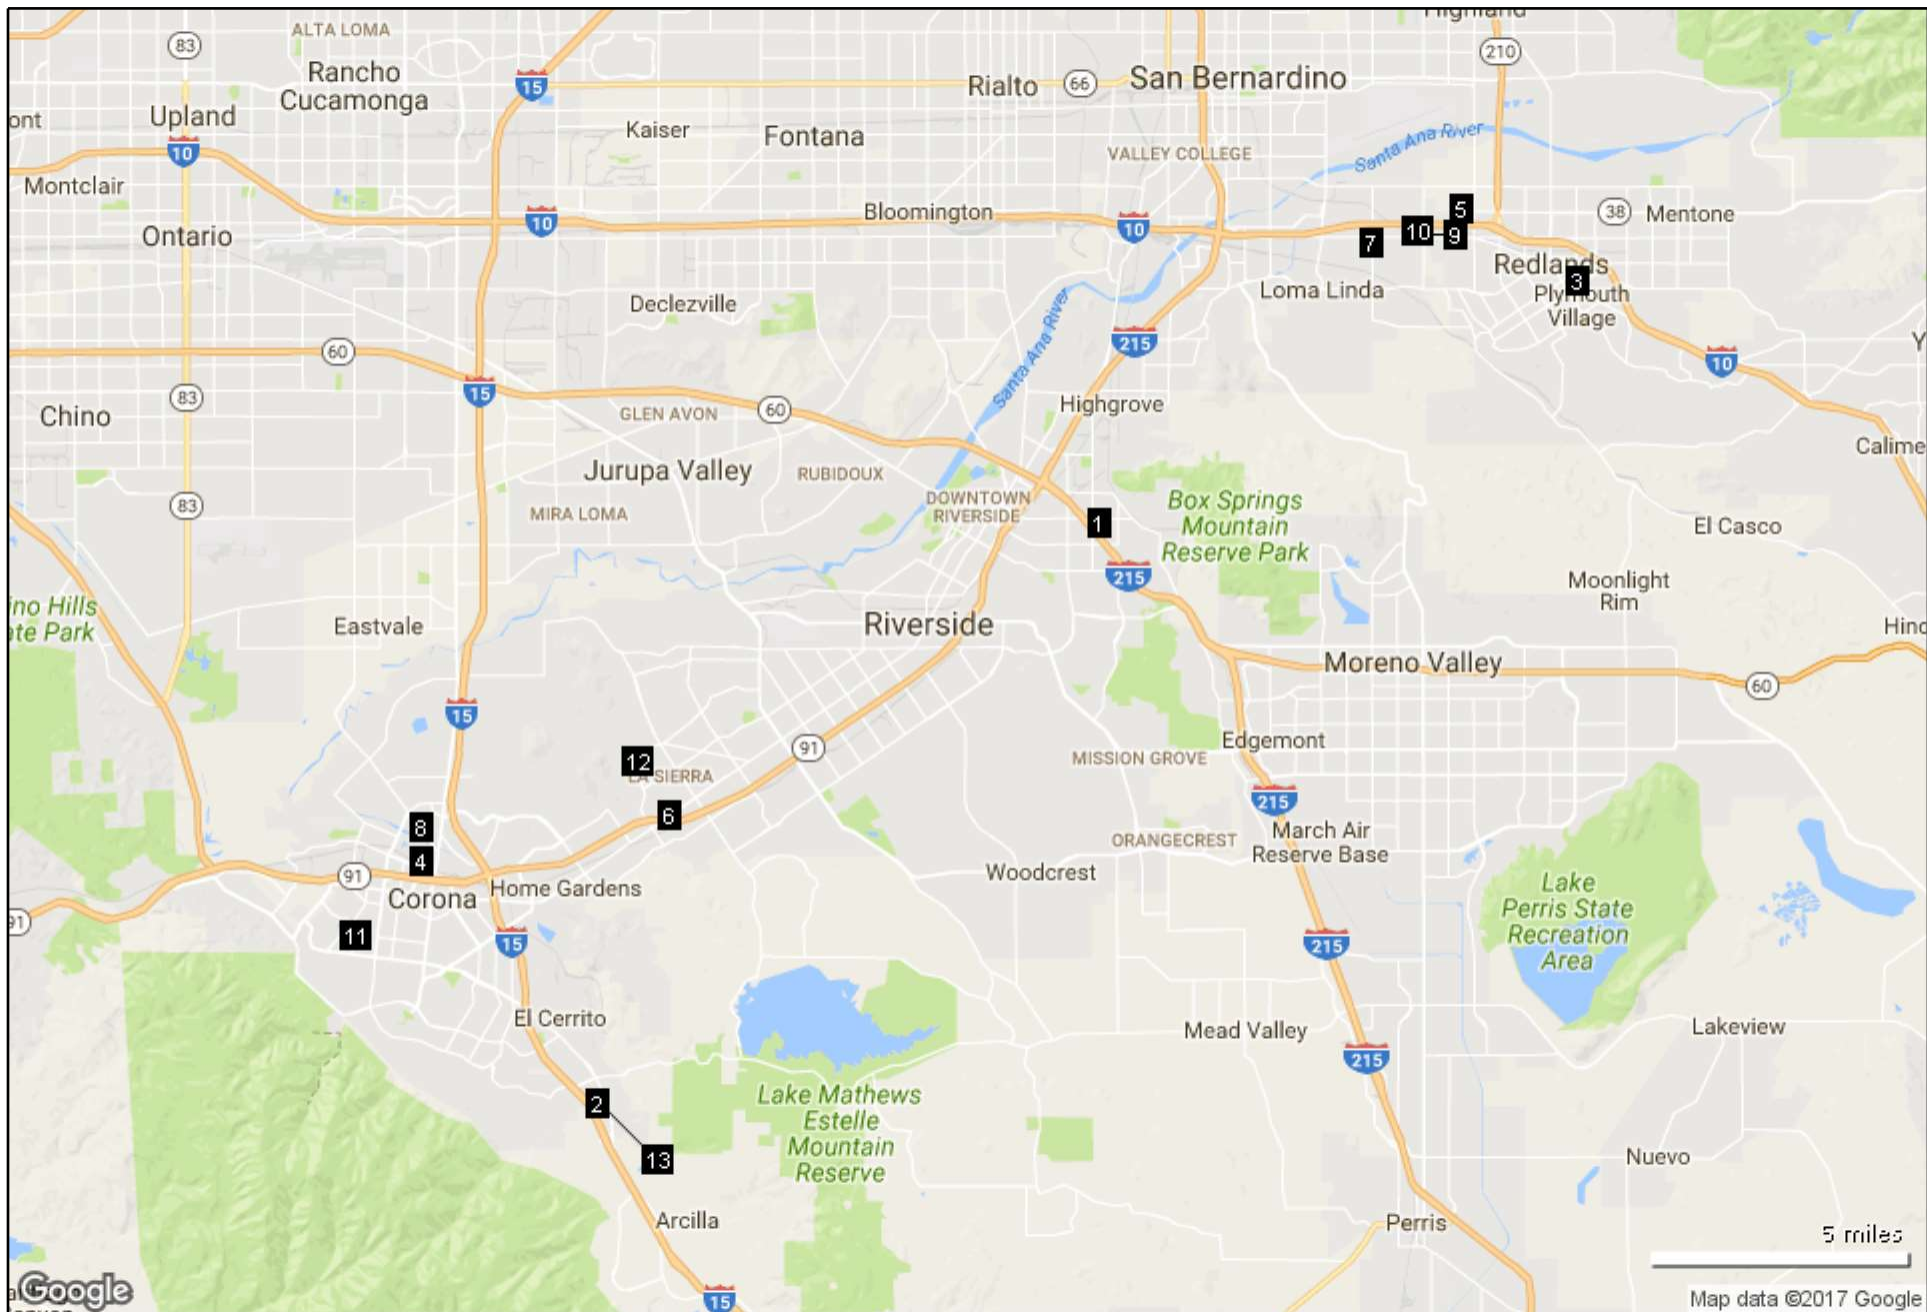 Highland
ALTA LOMA
83
210
Rancho
Cucamonga
15
Rialto
66
San Bernardino
Upland
ont
Kaiser
Fontana
10
VALLEY COLLEGE
Santa Ana River
Montclair
Bloomington
5
38
Mentone
10
10
10
9
7
Ontario
Redlands
3
Plymouth
Village
Loma Linda
Declezville
Santa Ana River
215
60
10
15
83
Chino
GLEN AVON
60
Highgrove
Calime
Jurupa Valley
RUBIDOUX
83
MIRA LOMA
DOWNTOWN
RIVERSIDE
1
Box Springs
Mountain
Reserve Park
El Casco
215
Moonlight
Rim
ino Hills
ate Park
Eastvale
Riverside
Hinc
Moreno Valley
60
15
91
Edgemont
12
LA SIERRA
MISSION GROVE
215
6
8
4
ORANGECREST
March Air
Reserve Base
91
Corona
Home Gardens
Woodcrest
Lake
Perris State
Recreation
Area
91
11
15
215
El Cerrito
Mead Valley
Lakeview
215
2
Lake Mathews
Estelle
Mountain
Reserve
13
Nuevo
Arcilla
Perris
5 miles
Google
15
Map data ©2017 Google